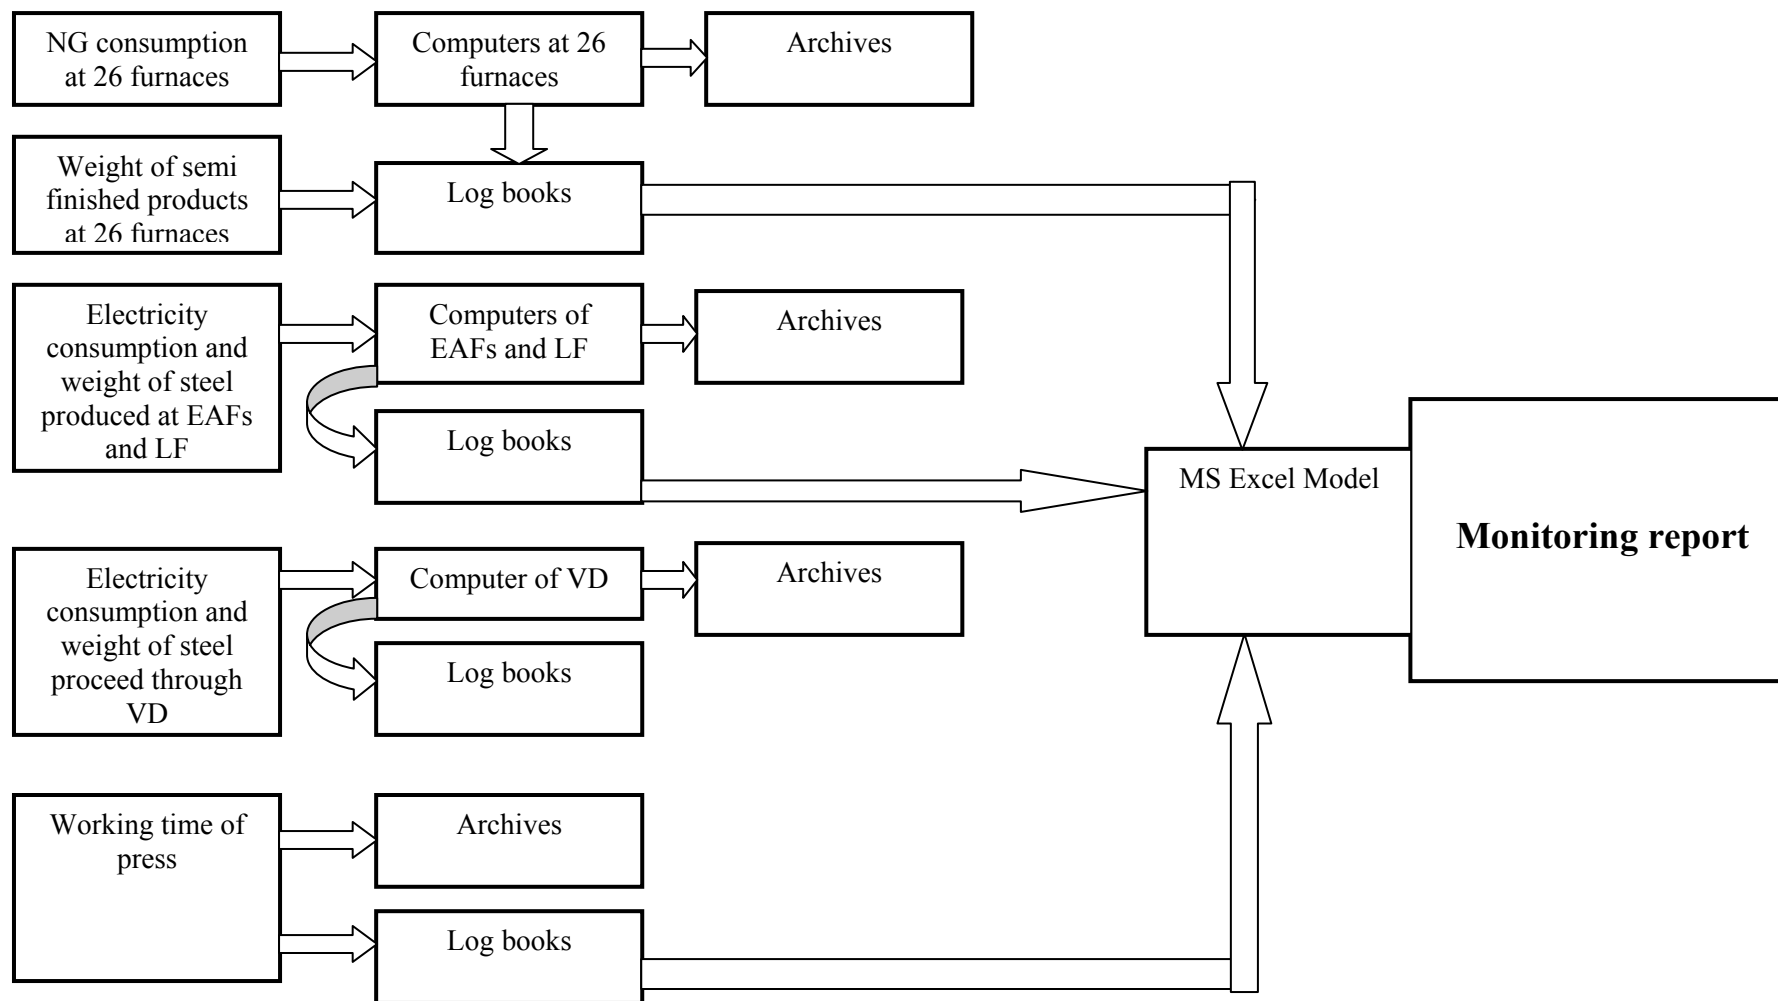 NG consumption
at 26 furnaces
Computers at 26
furnaces
Archives
Weight of semi
finished products
at 26 furnaces
Log books
Electricity
consumption and
weight of steel
produced at EAFs
and LF
Computers of
EAFs and LF
Archives
Log books
MS Excel Model
Monitoring report
Electricity
consumption and
weight of steel
proceed through
VD
Computer of VD
Archives
Log books
Working time of
press
Archives
Log books